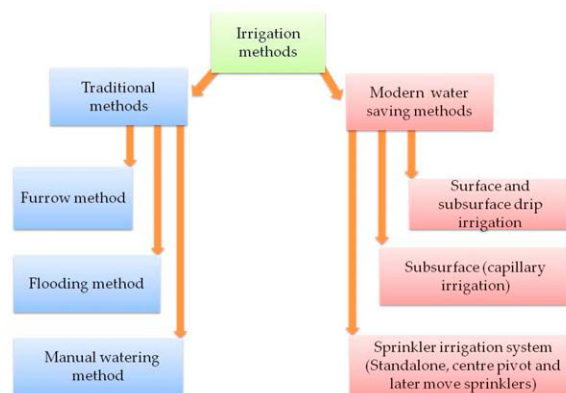 Irrigation
methods
Traditional
methods
Modern water
saving methods
Furrow method
Surface and
subsurface drip
irrigation
Flooding method
Subsurface (capillary
irrigation)
Manual watering
method
Sprinkler irrigation system
(Standalone, centre pivot and
later move sprinklers)